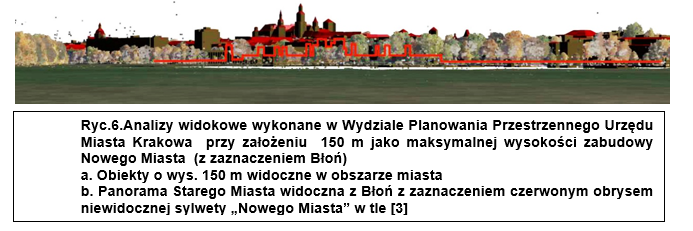 Ryc.6.Analizy widokowe wykonane w Wydziale Planowania Przestrzennego Urzędu
Miasta Krakowa przy założeniu 150 m jako maksymalnej wysokości zabudowy
Nowego Miasta (z zaznaczeniem Błoń)
a. Obiekty o wys. 150 m widoczne w obszarze miasta
b. Panorama Starego Miasta widoczna z Błoń z zaznaczeniem czerwonym obrysem
niewidocznej sylwety „Nowego Miasta” w tle [3]